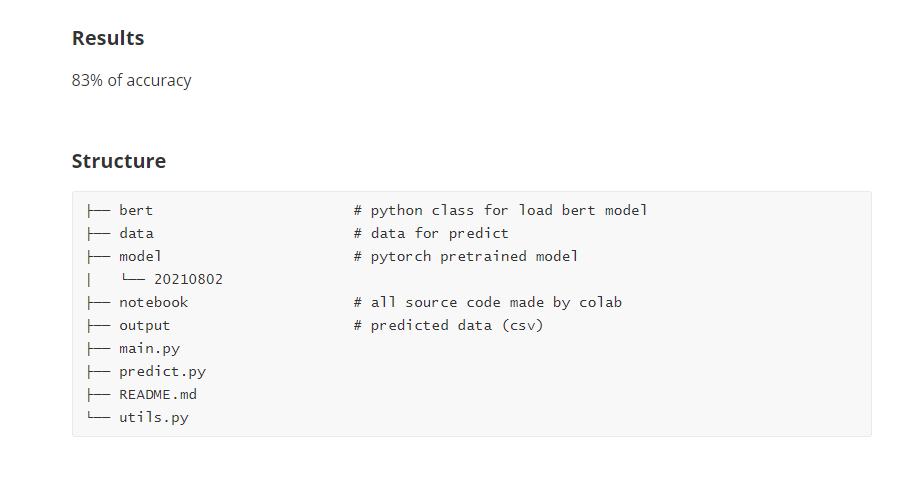 Results
83% of accuracy
Structure
├── bert                            # python class for load bert model
├── data                            # data for predict
├── model                           # pytorch pretrained model
│   └── 20210802
├── notebook                        # all source code made by colab
├── output                          # predicted data (csv)
├── main.py
├── predict.py
├── README.md
└── utils.py